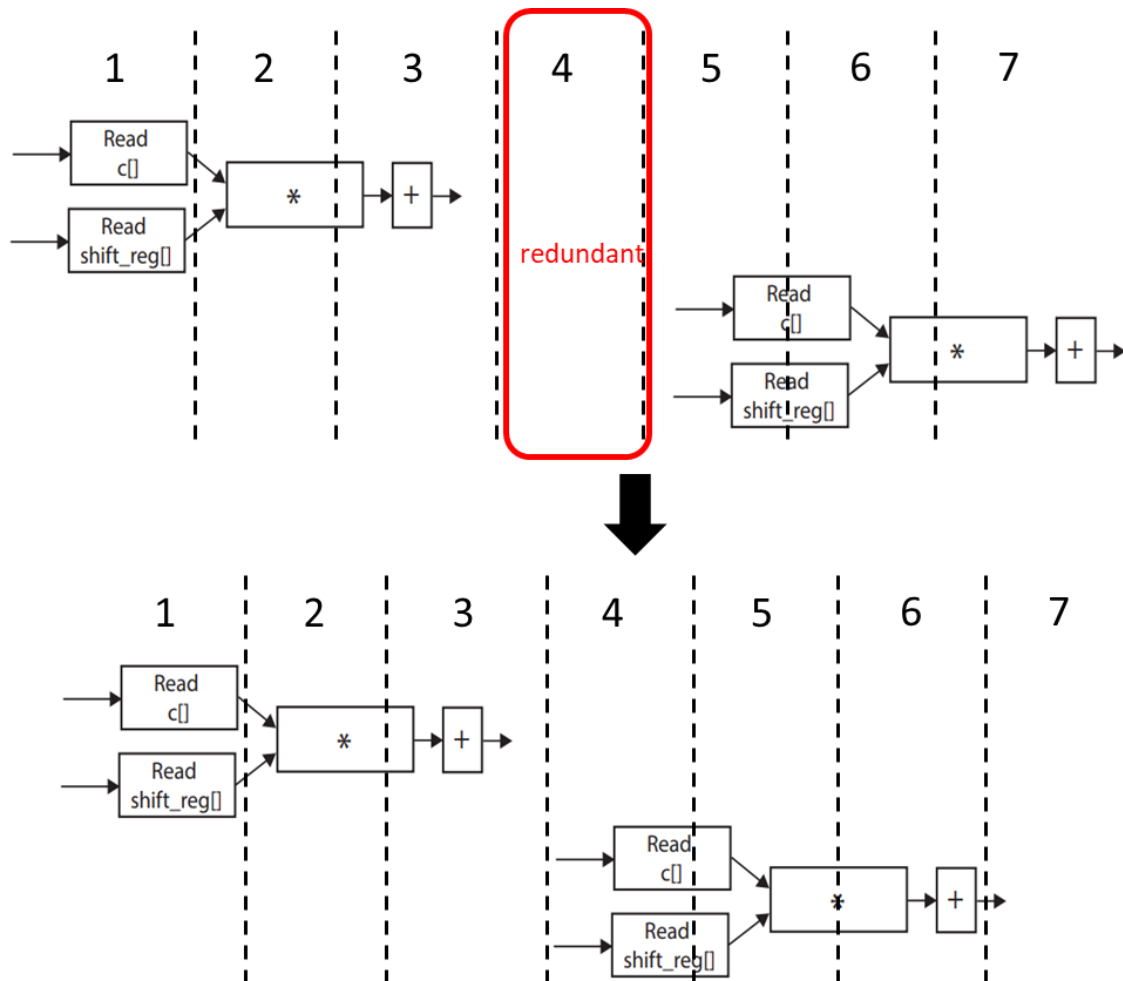 1 2 3 4 5 6 7
Read
c[]
*
+
Read
shift_reg[]
redundant
Read
c[]
*
+
Read
shift_reg[]
1 2 3 4 5 6 7
Read
c[]
*
+
Read
shift_reg[]
Read
c[]
*
+
Read
shift_reg[]